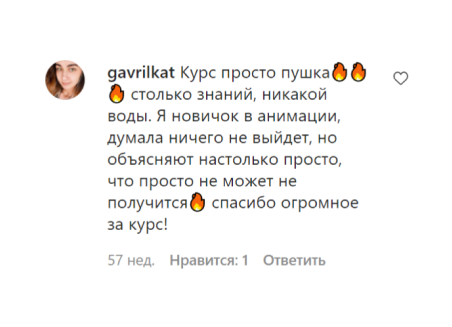 gavrilkat Курс просто пушка🔥🔥
🔥 столько знаний, никакой
воды. Я новичок в анимации,
думала ничего не выйдет, но
объясняют настолько просто,
что просто не может не
получится🔥 спасибо огромное
за курс!
57 нед. Нравится: 1 Ответить